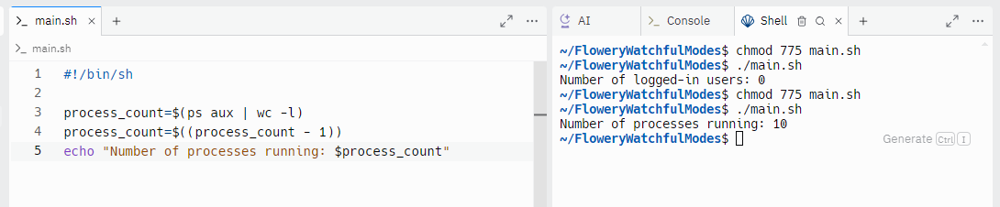 main.sh
main.sh
1 #!/bin/sh
2
3 process_count=$(ps aux | wc -l)
4 process_count=$((process_count - 1))
5 echo "Number of processes running: $process_count"
AI Console Shell
~/FloweryWatchfulModes$ chmod 775 main.sh
~/FloweryWatchfulModes$ ./main.sh
Number of logged-in users: 0
~/FloweryWatchfulModes$ chmod 775 main.sh
~/FloweryWatchfulModes$ ./main.sh
Number of processes running: 10
~/FloweryWatchfulModes$
Generate Ctrl I